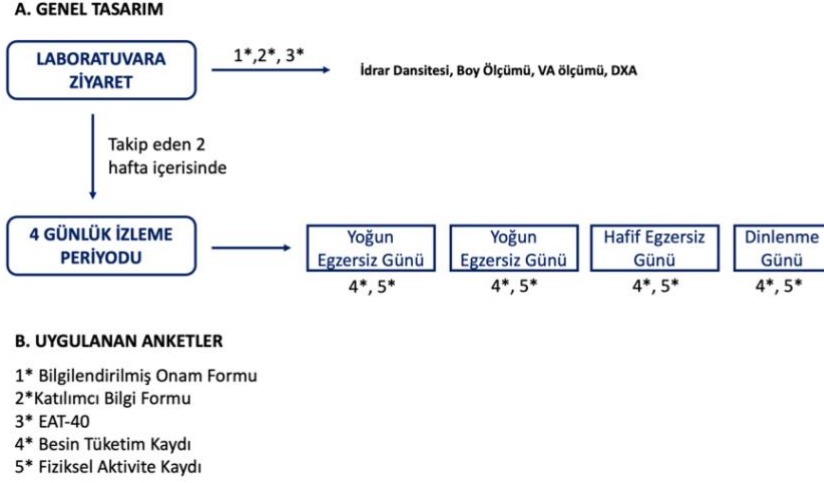 A. GENEL TASARIM
LABORATUVARA
ZİYARET
1*,2*, 3*
İdrar Dansitesi, Boy Ölçümü, VA ölçümü, DXA
Takip eden 2
hafta içerisinde
4 GÜNLÜK İZLEME
PERİYODU
Yoğun
Egzersiz Günü
4*, 5*
Yoğun
Egzersiz Günü
4*, 5*
Hafif Egzersiz
Günü
4*, 5*
Dinlenme
Günü
4*, 5*
B. UYGULANAN ANKETLER
1* Bilgilendirilmiş Onam Formu
2*Katılımcı Bilgi Formu
3* EAT-40
4* Besin Tüketim Kaydı
5* Fiziksel Aktivite Kaydı